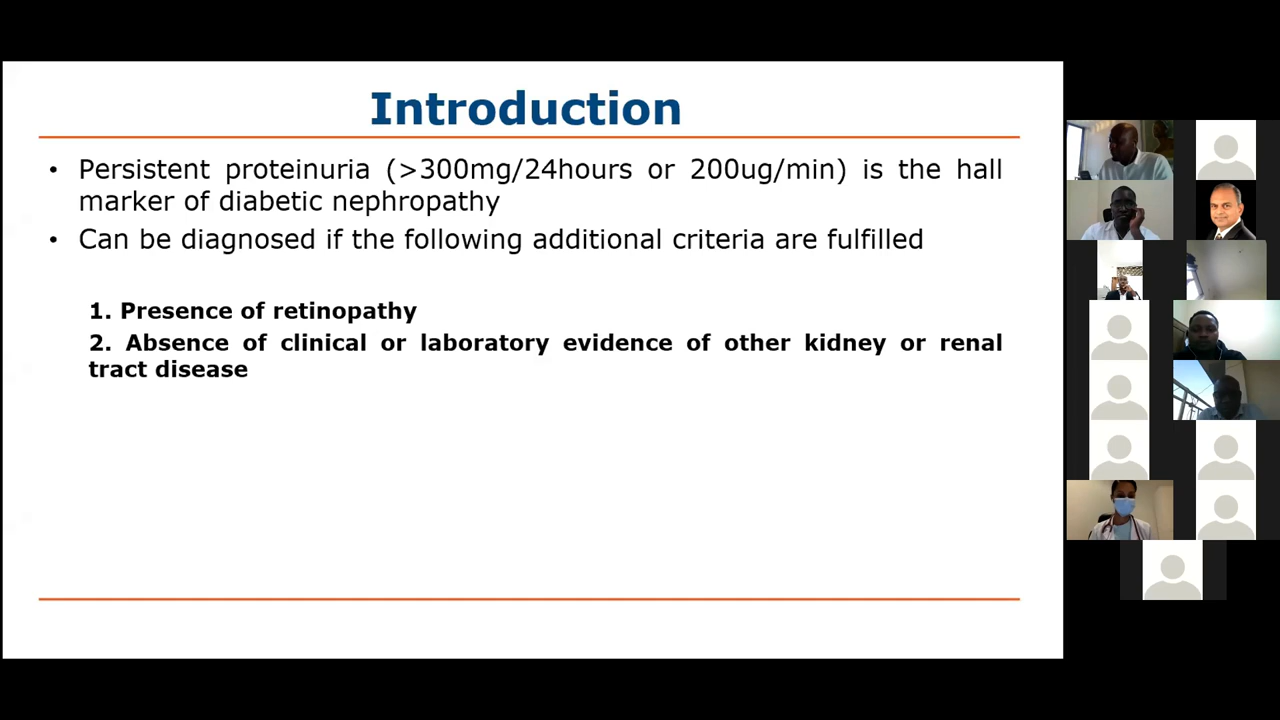 Introduction
• Persistent proteinuria (>300mg/24hours or 200ug/min) is the hall
marker of diabetic nephropathy
• Can be diagnosed if the following additional criteria are fulfilled
1. Presence of retinopathy
2. Absence of clinical or laboratory evidence of other kidney or renal
tract disease